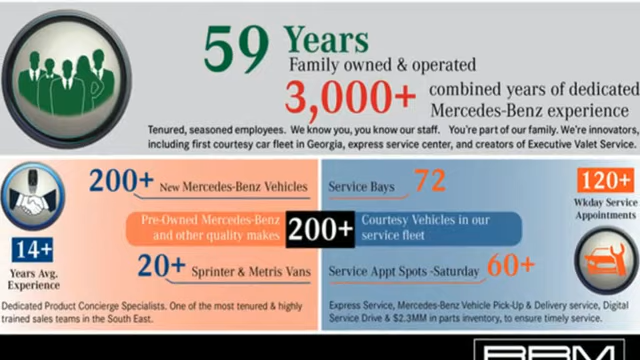 59 Years
Family owned & operated
3,000+ combined years of dedicated
Mercedes-Benz experience
Tenured, seasoned employees. We know you, you know our staff. You're part of our family. We're innovators,
including first courtesy car fleet in Georgia, express service center, and creators of Executive Valet Service.
200+ New Mercedes-Benz Vehicles
Pre-Owned Mercedes-Benz
and other quality makes
200+
20+ Sprinter & Metris Vans
14+
Years Avg.
Experience
Dedicated Product Concierge Specialists. One of the most tenured & highly
trained sales teams in the South East.
Service Bays 72
Courtesy Vehicles in our
service fleet
Service Appt Spots -Saturday 60+
120+
Wkday Service
Appointments
Express Service, Mercedes-Benz Vehicle Pick-Up & Delivery service, Digital
Service Drive & $2.3MM in parts inventory, to ensure timely service.
RBM